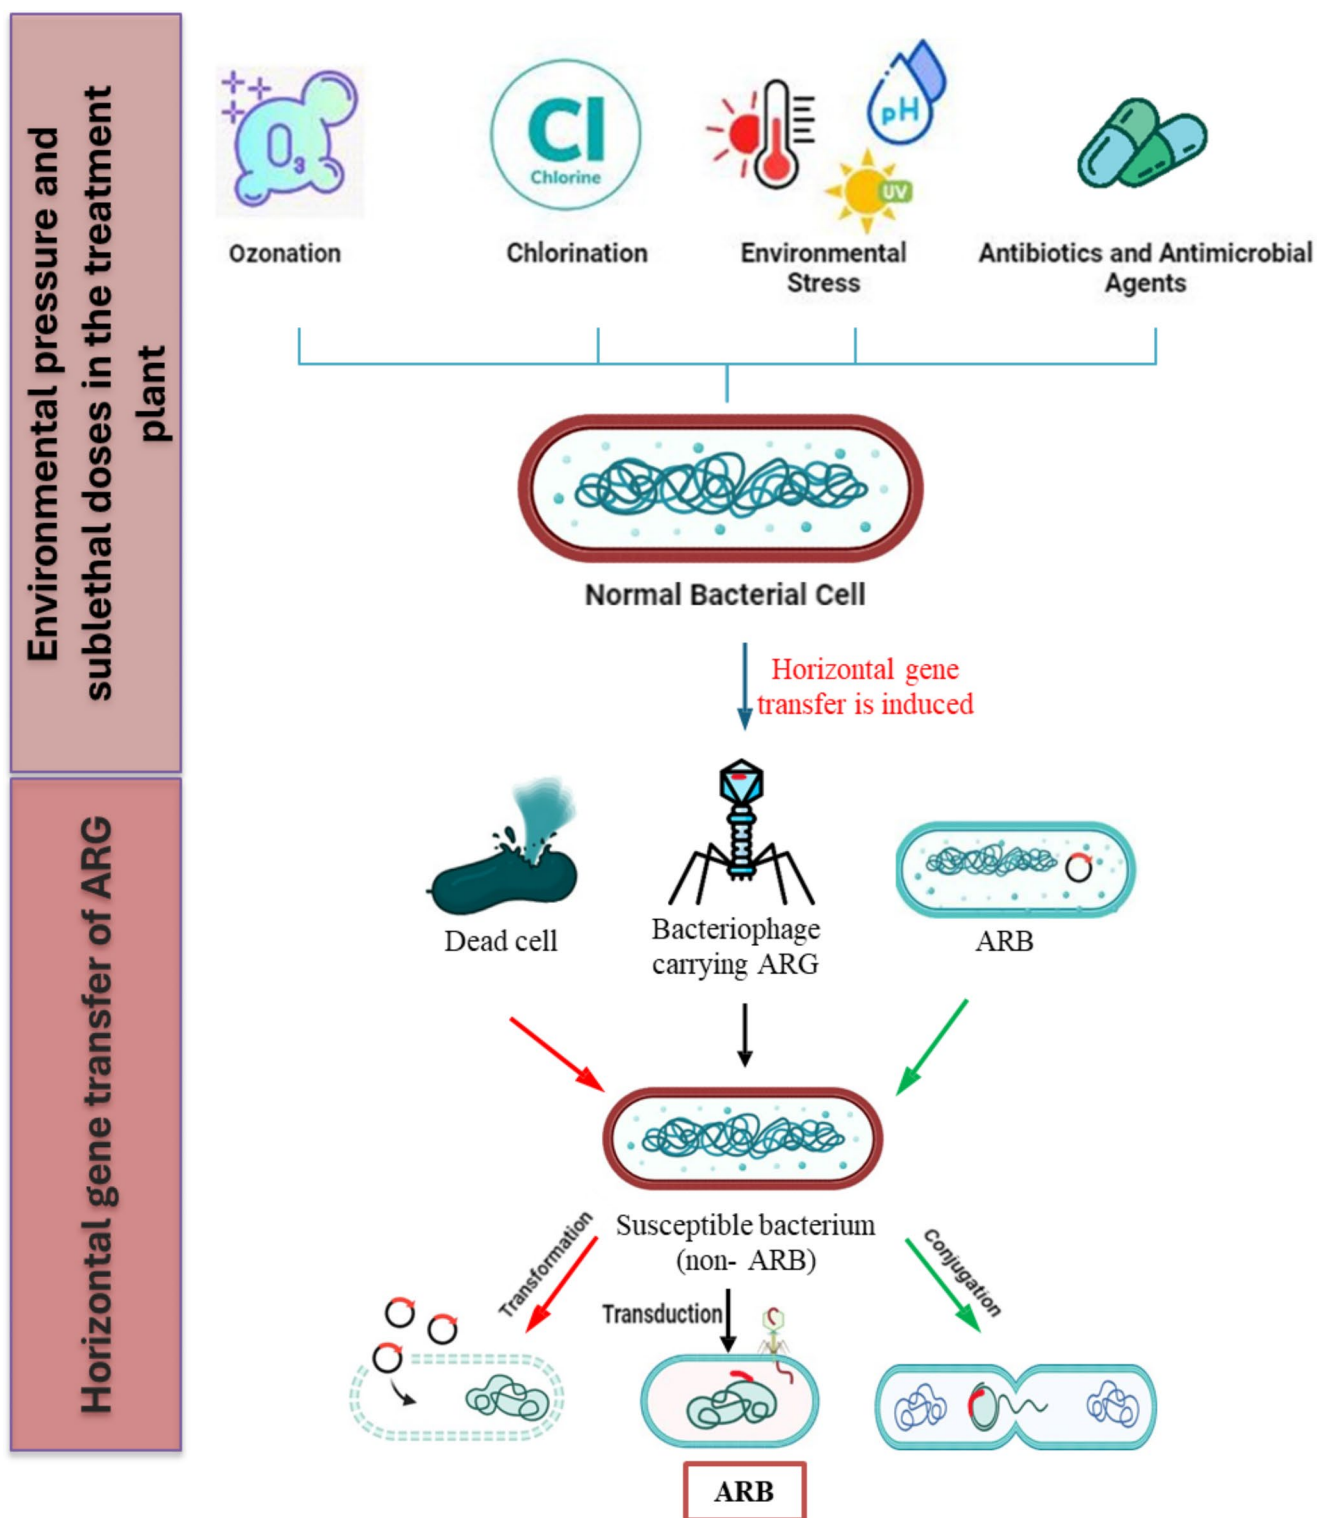 Environmental pressure and
sublethal doses in the treatment
plant
O3
Cl
Chlorine
pH
UV
Ozonation
Chlorination
Environmental
Stress
Antibiotics and Antimicrobial
Agents
Normal Bacterial Cell
Horizontal gene
transfer is induced
Horizontal gene transfer of ARG
Dead cell
Bacteriophage
carrying ARG
ARB
Susceptible bacterium
(non- ARB)
Transformation
Transduction
Conjugation
ARB